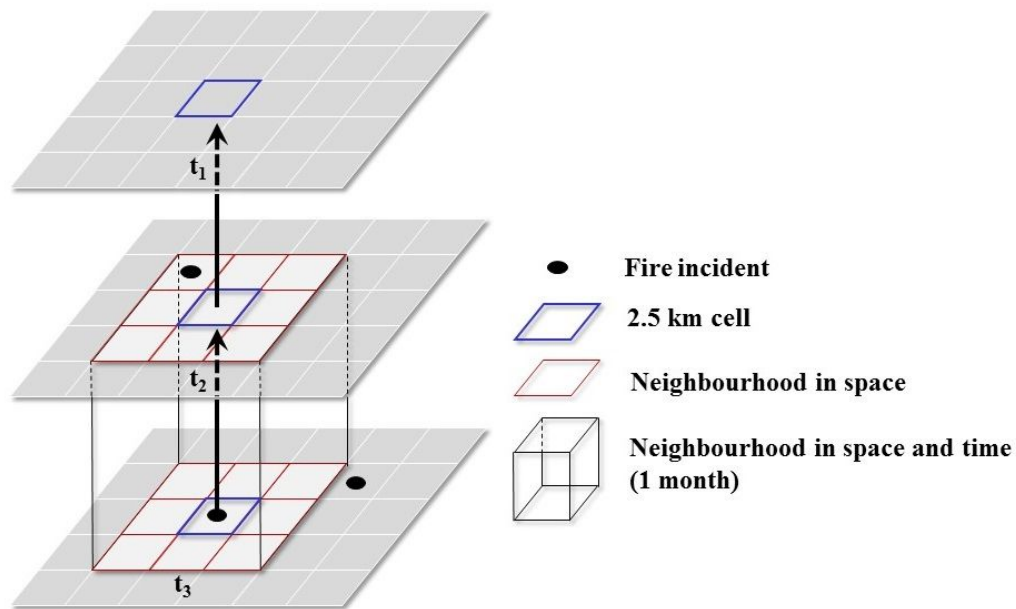 t₁
t₂
t₃
Fire incident
2.5 km cell
Neighbourhood in space
Neighbourhood in space and time
(1 month)